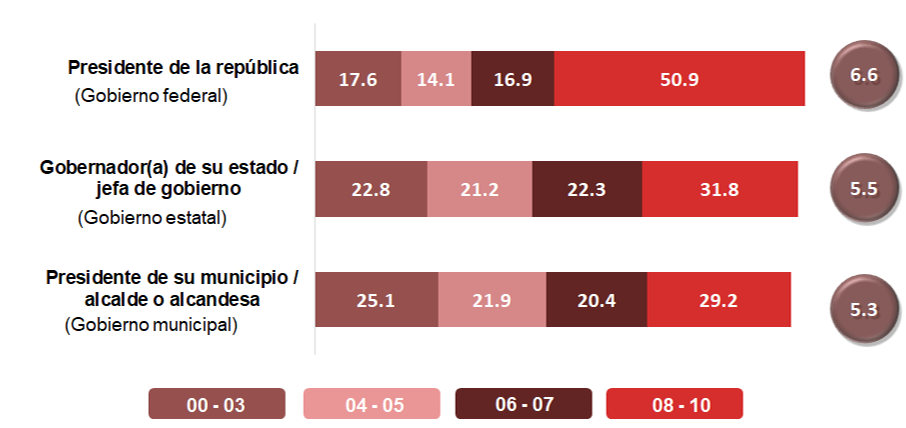 Presidente de la república
(Gobierno federal)
17.6 14.1 16.9 50.9 6.6
Gobernador(a) de su estado /
jefa de gobierno
(Gobierno estatal)
22.8 21.2 22.3 31.8 5.5
Presidente de su municipio /
alcalde o alcandesa
(Gobierno municipal)
25.1 21.9 20.4 29.2 5.3
00 - 03 04 - 05 06 - 07 08 - 10